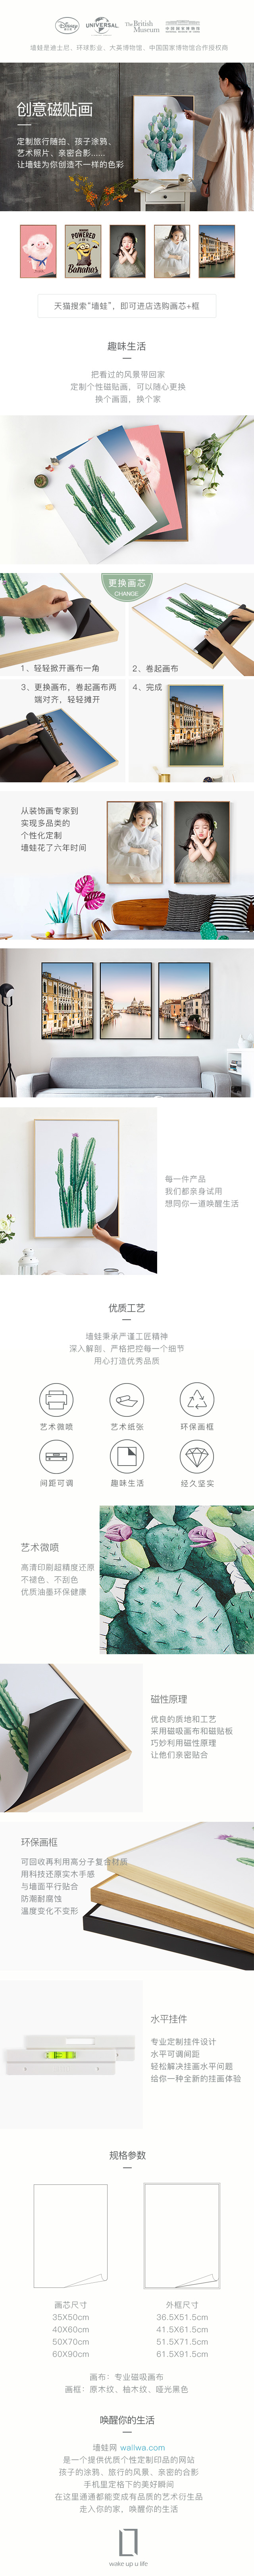 Disney
UNIVERSAL
The British Museum
中国国家博物馆
墙蛙是迪士尼、环球影业、大英博物馆、中国国家博物馆合作授权商
创意磁贴画
定制旅行随拍、孩子涂鸦、
艺术照片、亲密合影......
让墙蛙为你创造不一样的色彩
POWERED
Bananas
天猫搜索“墙蛙”，即可进店选购画芯+框
趣味生活
把看过的风景带回家
定制个性磁贴画，可以随心更换
换个画面，换个家
更换画芯
CHANGE
1、轻轻掀开画布一角
2、卷起画布
3、更换画布，卷起画布两
端对齐，轻轻摊开
4、完成
从装饰画专家到
实现多品类的
个性化定制
墙蛙花了六年时间
每一件产品
我们都亲身试用
想同你一道唤醒生活
优质工艺
墙蛙秉承严谨工匠精神
深入解剖、严格把控每一个细节
用心打造优秀品质
艺术微喷
艺术纸张
环保画框
间距可调
趣味生活
经久坚实
艺术微喷
高清印刷超精度还原
不褪色、不刮色
优质油墨环保健康
磁性原理
优良的质地和工艺
采用磁吸画布和磁贴板
巧妙利用磁性原理
让他们亲密贴合
环保画框
可回收再利用高分子复合材质
用科技还原实木手感
与墙面平行贴合
防潮耐腐蚀
温度变化不变形
水平挂件
专业定制挂件设计
水平可调间距
轻松解决挂画水平问题
给你一种全新的挂画体验
规格参数
画芯尺寸
35X50cm
40X60cm
50X70cm
60X90cm
外框尺寸
36.5X51.5cm
41.5X61.5cm
51.5X71.5cm
61.5X91.5cm
画布：专业磁吸画布
画框：原木纹、柚木纹、哑光黑色
唤醒你的生活
墙蛙网 wallwa.com
是一个提供优质个性定制印品的网站
孩子的涂鸦、旅行的风景、亲密的合影
手机里定格下的美好瞬间
在这里通通都能变成有品质的艺术衍生品
走入你的家，唤醒你的生活
wake up u life